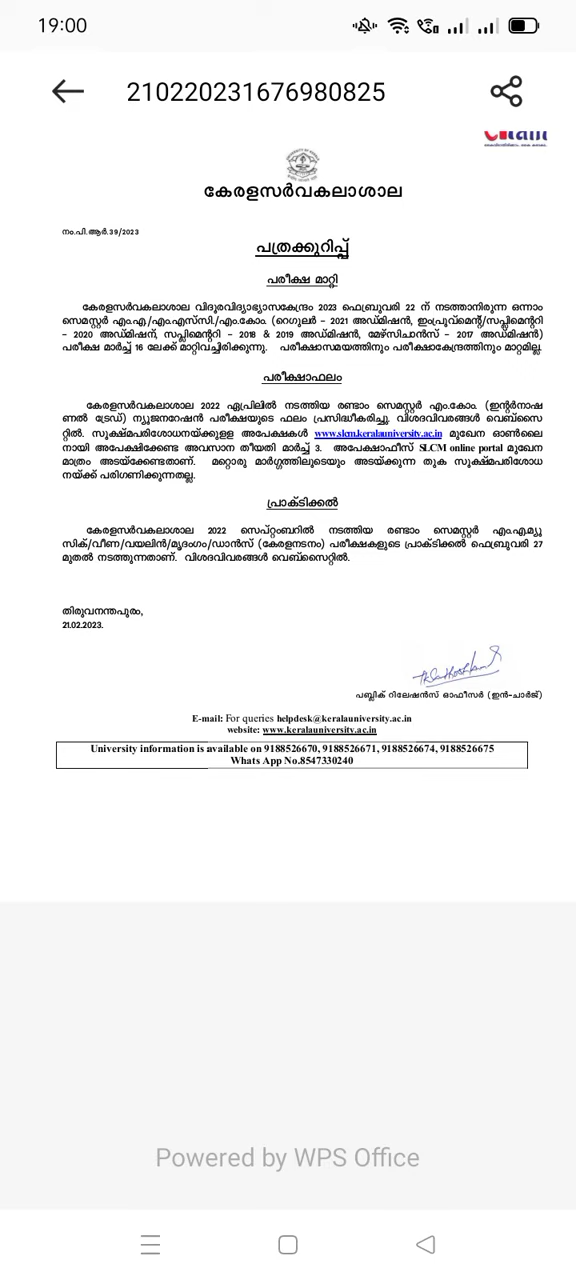 19:00
210220231676980825
കേരളസർവകലാശാല
നം.പി.ആർ.39/2023
പത്രക്കുറിപ്പ്
പരീക്ഷ മാറ്റി
കേരളസർവകലാശാല വിദൂരവിദ്യാഭ്യാസകേന്ദ്രം 2023 ഫെബ്രുവരി 22 ന് നടത്താനിരുന്ന ഒന്നാം
സെമസ്റ്റർ എം.എ/എം.എസ്‌സി./എം.കോം. (റെഗുലർ – 2021 അഡ്മിഷൻ, ഇംപ്രൂവ്മെന്റ്/സപ്ലിമെന്ററി
– 2020 അഡ്മിഷൻ, സപ്ലിമെന്ററി – 2018 & 2019 അഡ്മിഷൻ, മേഴ്സിചാൻസ് – 2017 അഡ്മിഷൻ)
പരീക്ഷ മാർച്ച് 16 ലേക്ക് മാറ്റിവച്ചിരിക്കുന്നു. പരീക്ഷാസമയത്തിനും പരീക്ഷാകേന്ദ്രത്തിനും മാറ്റമില്ല.
പരീക്ഷാഫലം
കേരളസർവകലാശാല 2022 ഏപ്രിലിൽ നടത്തിയ രണ്ടാം സെമസ്റ്റർ എം.കോം. (ഇന്റർനാഷ
ണൽ ട്രേഡ്) ന്യൂജനറേഷൻ പരീക്ഷയുടെ ഫലം പ്രസിദ്ധീകരിച്ചു. വിശദവിവരങ്ങൾ വെബ്സൈ
റ്റിൽ. സൂക്ഷ്മപരിശോധനയ്ക്കുള്ള അപേക്ഷകൾ www.slcm.keralauniversity.ac.in മുഖേന ഓൺലൈ
നായി അപേക്ഷിക്കേണ്ട അവസാന തീയതി മാർച്ച് 3. അപേക്ഷാഫീസ് SLCM online portal മുഖേന
മാത്രം അടയ്ക്കേണ്ടതാണ്. മറ്റൊരു മാർഗ്ഗത്തിലൂടെയും അടയ്ക്കുന്ന തുക സൂക്ഷ്മപരിശോധ
നയ്ക്ക് പരിഗണിക്കുന്നതല്ല.
പ്രാക്ടിക്കൽ
കേരളസർവകലാശാല 2022 സെപ്റ്റംബറിൽ നടത്തിയ രണ്ടാം സെമസ്റ്റർ എം.എ.മ്യൂ
സിക്/വീണ/വയലിൻ/മൃദംഗം/ഡാൻസ് (കേരളനടനം) പരീക്ഷകളുടെ പ്രാക്ടിക്കൽ ഫെബ്രുവരി 27
മുതൽ നടത്തുന്നതാണ്. വിശദവിവരങ്ങൾ വെബ്സൈറ്റിൽ.
തിരുവനന്തപുരം,
21.02.2023.
പബ്ലിക് റിലേഷൻസ് ഓഫീസർ (ഇൻ-ചാർജ്)
E-mail: For queries helpdesk@keralauniversity.ac.in
website: www.keralauniversity.ac.in
University information is available on 9188526670, 9188526671, 9188526674, 9188526675
Whats App No.8547330240
Powered by WPS Office